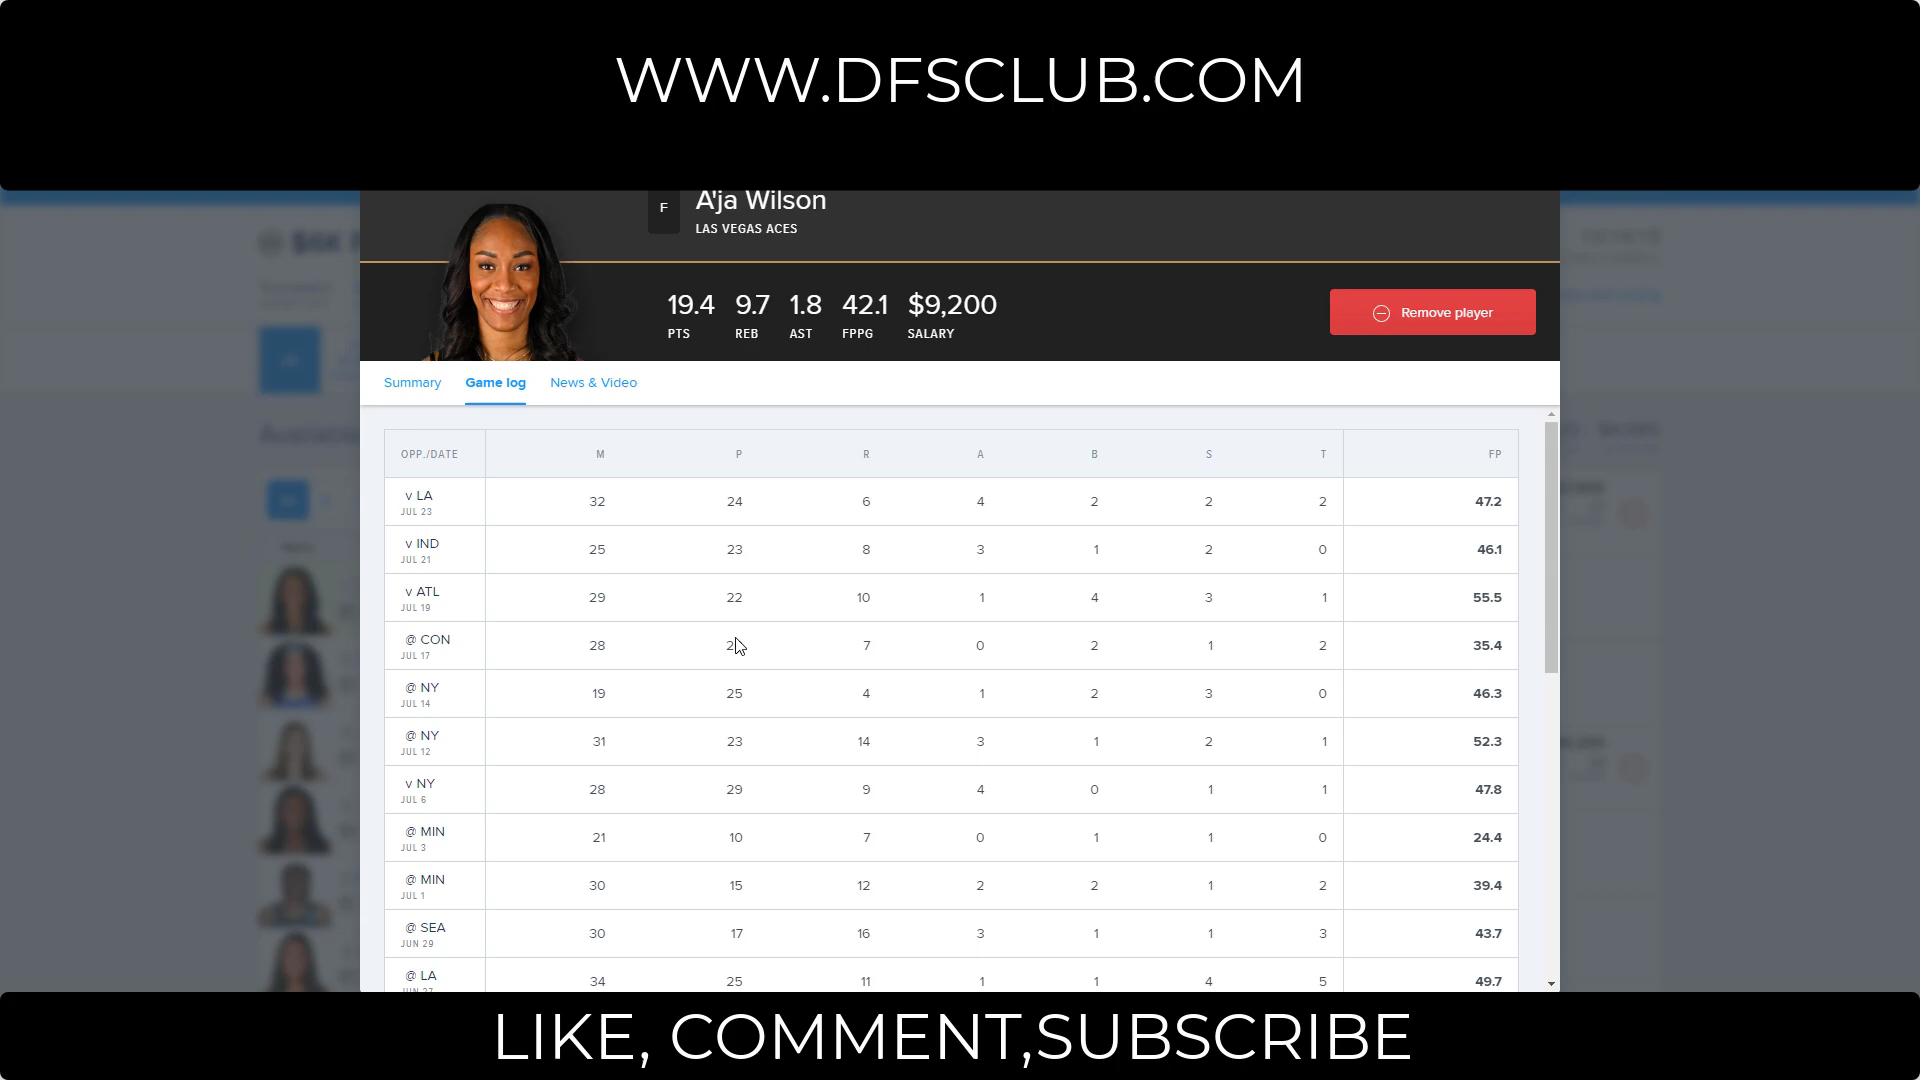 WWW.DFSCLUB.COM
F
A'ja Wilson
LAS VEGAS ACES
19.4 9.7 1.8 42.1 $9,200
PTS REB AST FPPG SALARY
Remove player
Summary Game log News & Video
OPP./DATE M P R A B S T FP
v LA 32 24 6 4 2 2 2 47.2
JUL 23
v IND 25 23 8 3 1 2 0 46.1
JUL 21
v ATL 29 22 10 1 4 3 1 55.5
JUL 19
@ CON 28 7 0 2 1 2 35.4
JUL 17
@ NY 19 25 4 1 2 3 0 46.3
JUL 14
@ NY 31 23 14 3 1 2 1 52.3
JUL 12
v NY 28 29 9 4 0 1 1 47.8
JUL 6
@ MIN 21 10 7 0 1 1 0 24.4
JUL 3
@ MIN 30 15 12 2 2 1 2 39.4
JUL 1
@ SEA 30 17 16 3 1 1 3 43.7
JUN 29
@ LA 34 25 11 1 1 4 5 49.7
JUN 27
LIKE, COMMENT,SUBSCRIBE